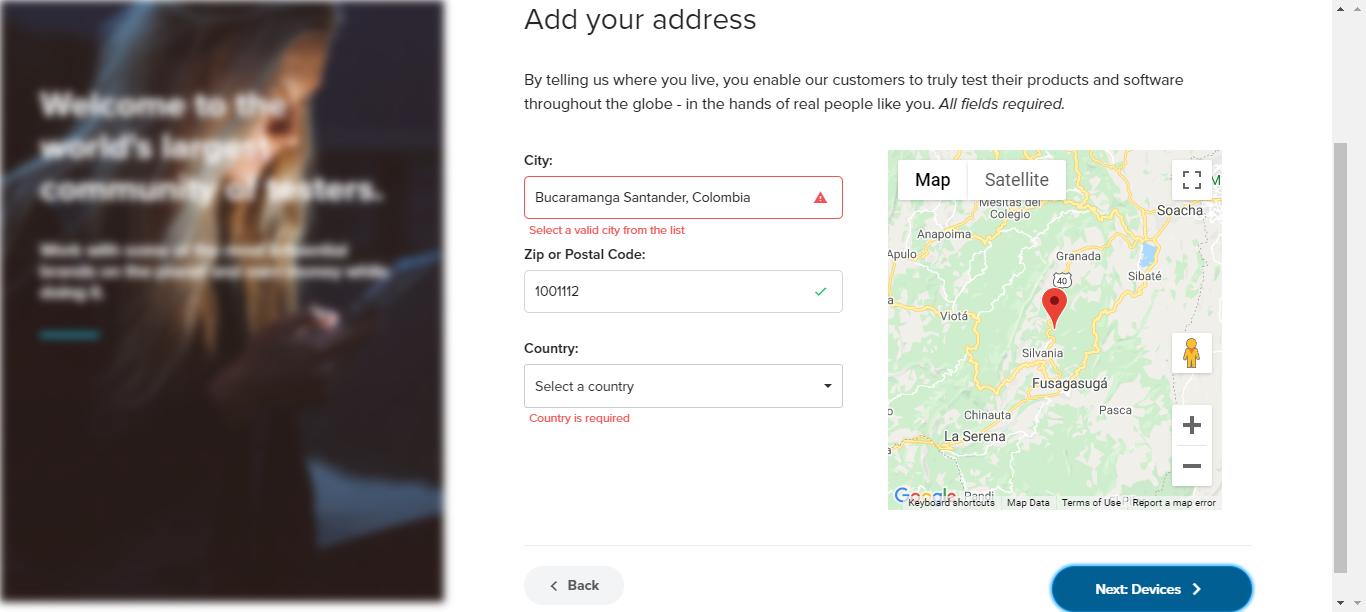 Welcome to the
world's largest
community of testers.
Work with some of the most influential
brands on the planet and earn money while
doing it.
Add your address
By telling us where you live, you enable our customers to truly test their products and software
throughout the globe - in the hands of real people like you. All fields required.
City:
Bucaramanga Santander, Colombia
Select a valid city from the list
Zip or Postal Code:
1001112
Country:
Select a country
Country is required
Map
Satellite
M
Mesitas del
Colegio
Soacha
Anapoima
Apulo
Granada
Sibaté
40
Viotá
Silvania
Fusagasugá
Pasca
Chinauta
La Serena
Google
Pandi
Keyboard shortcuts
Map Data
Terms of Use
Report a map error
Back
Next: Devices